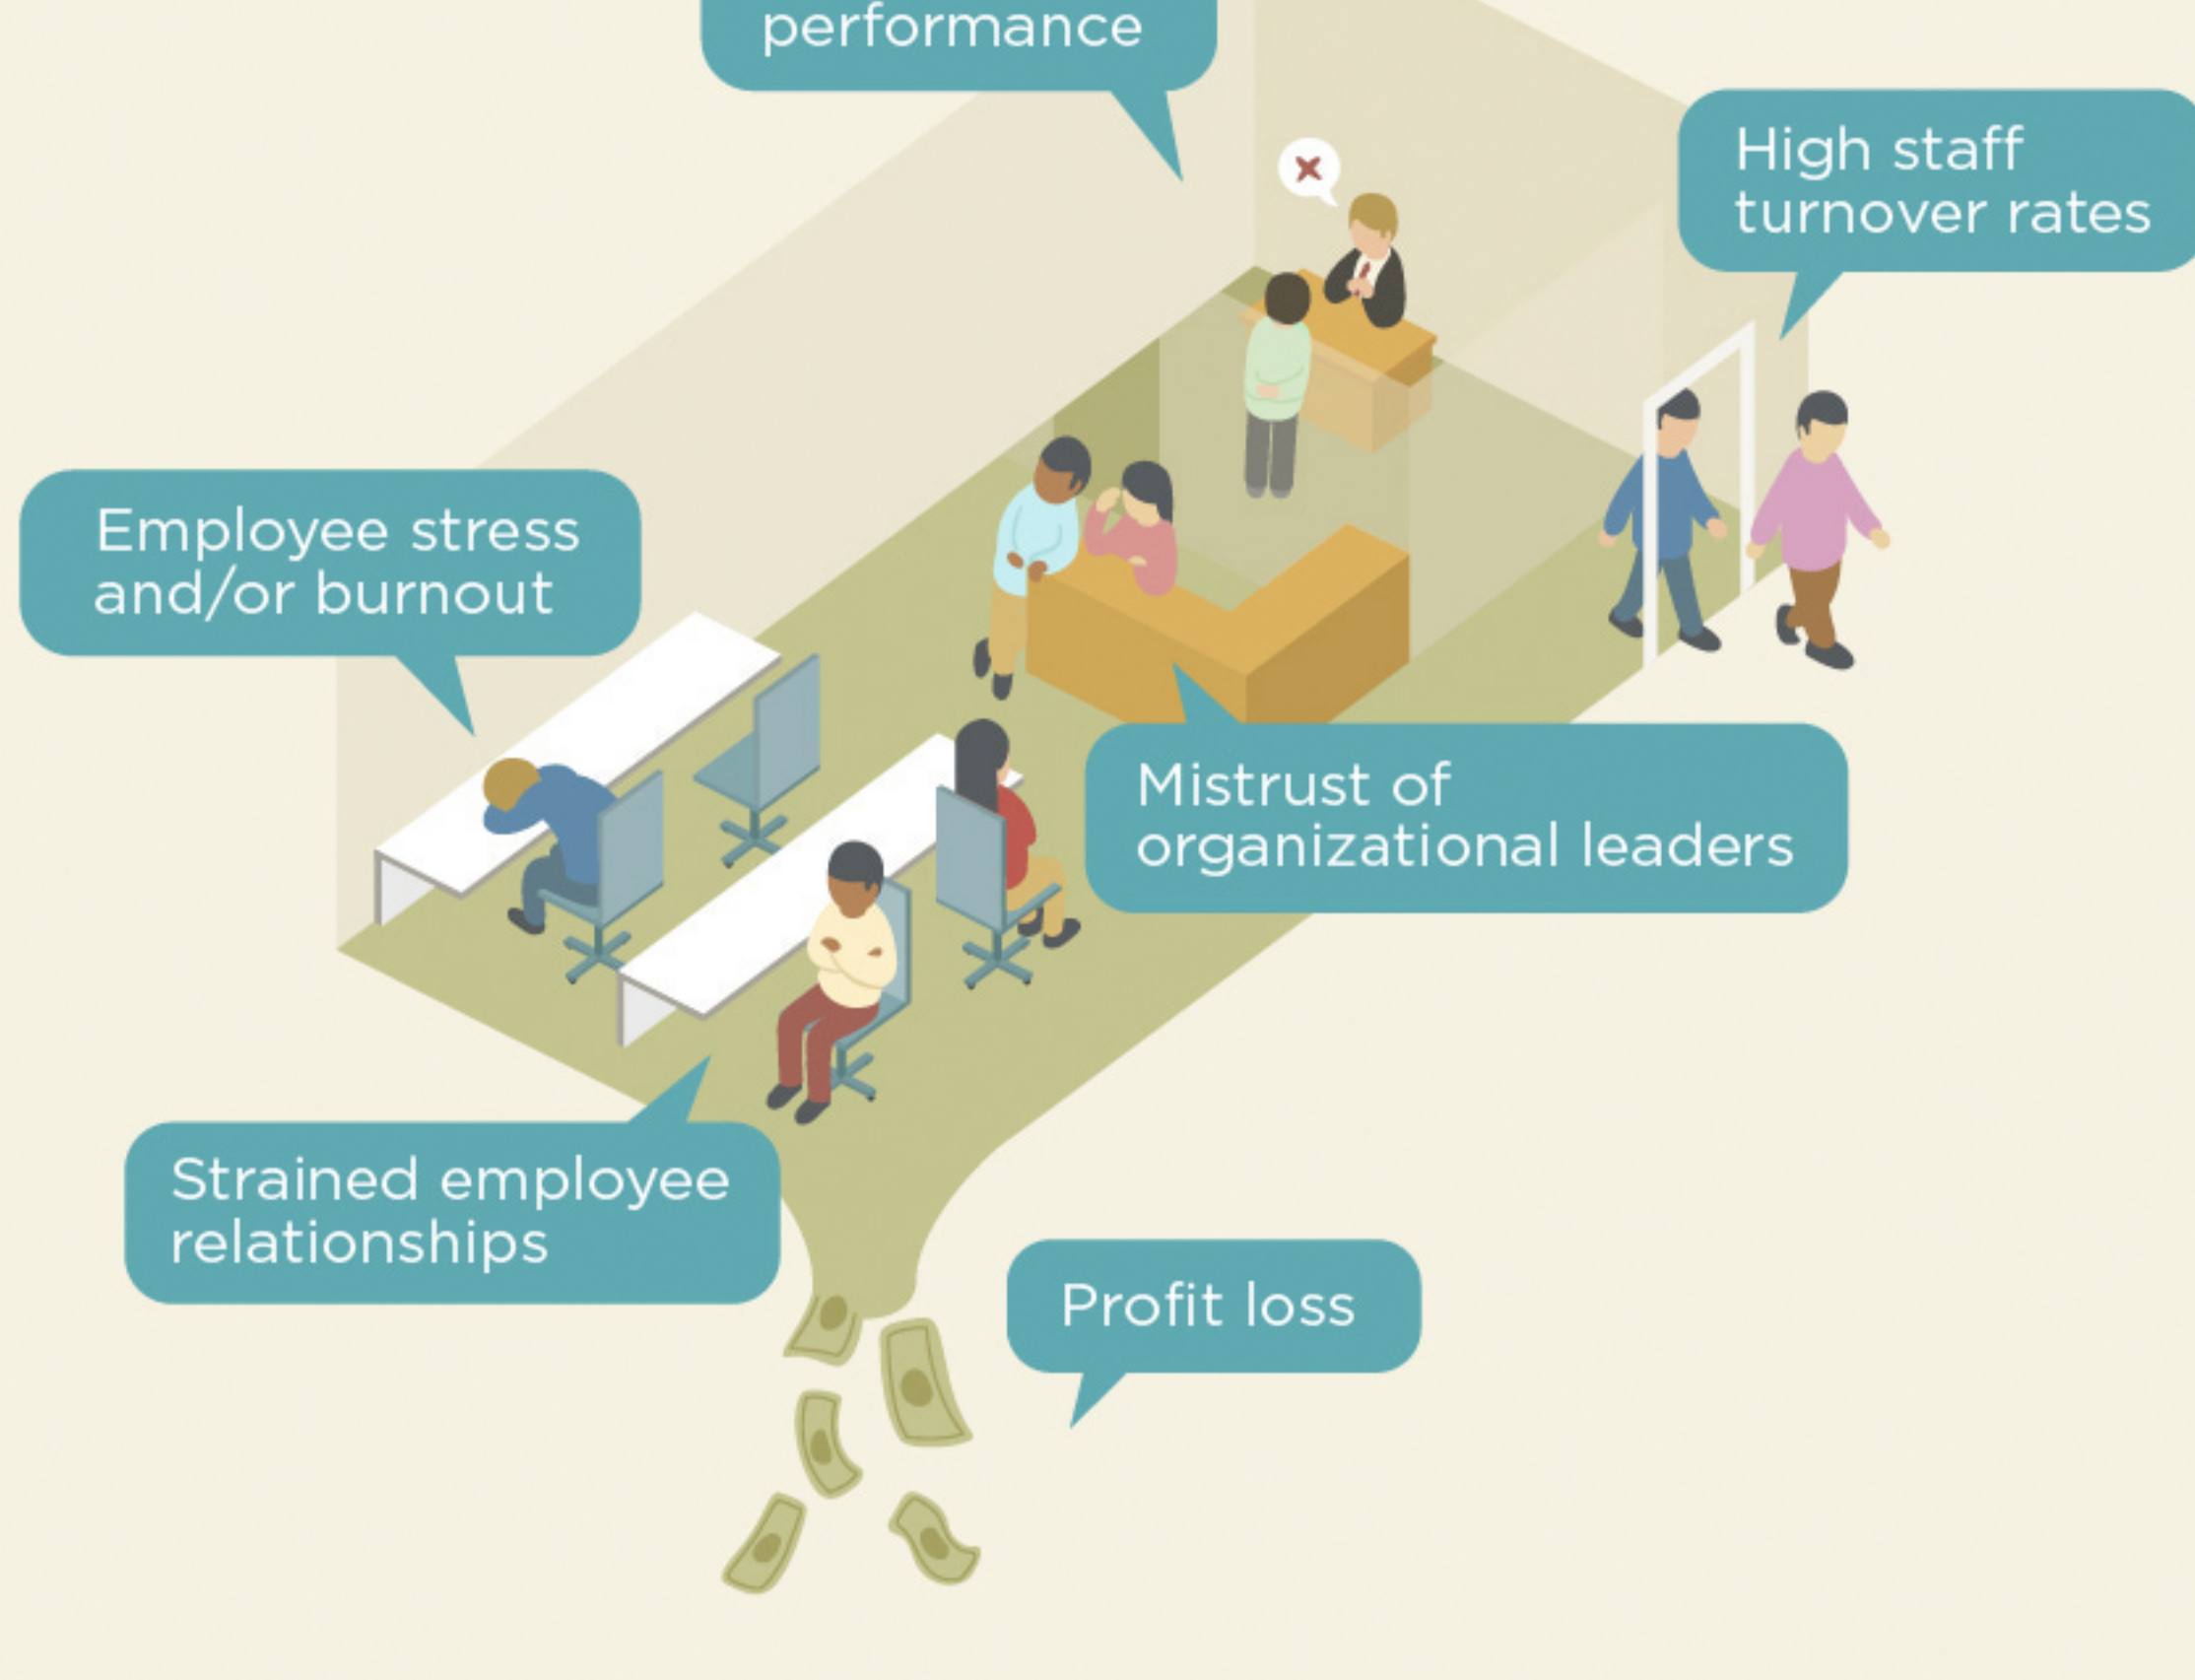 performance
High staff
turnover rates
Employee stress
and/or burnout
Mistrust of
organizational leaders
Strained employee
relationships
Profit loss